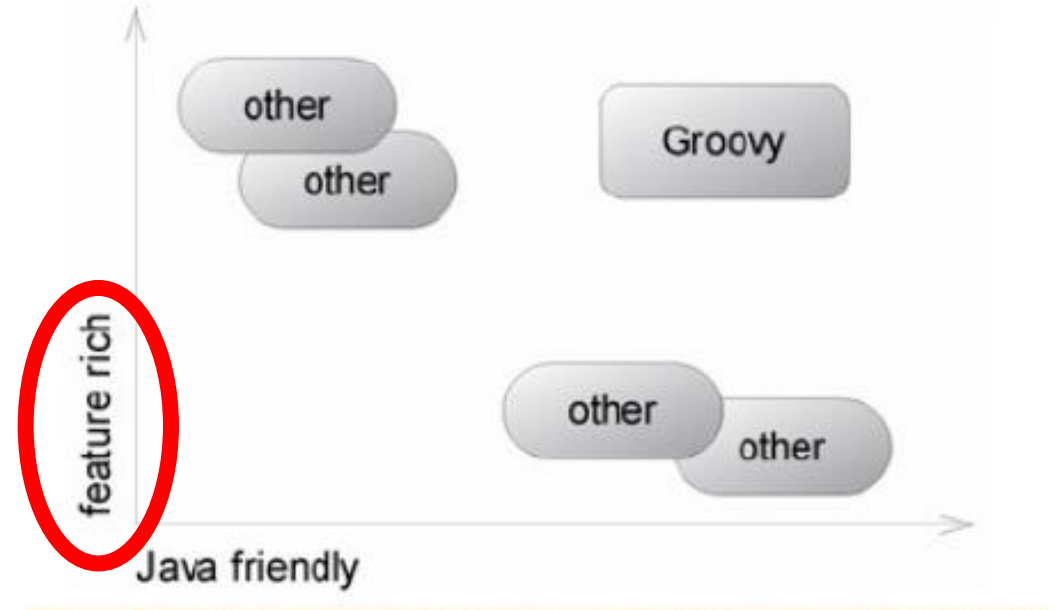 other
Groovy
other
feature rich
other
other
Java friendly